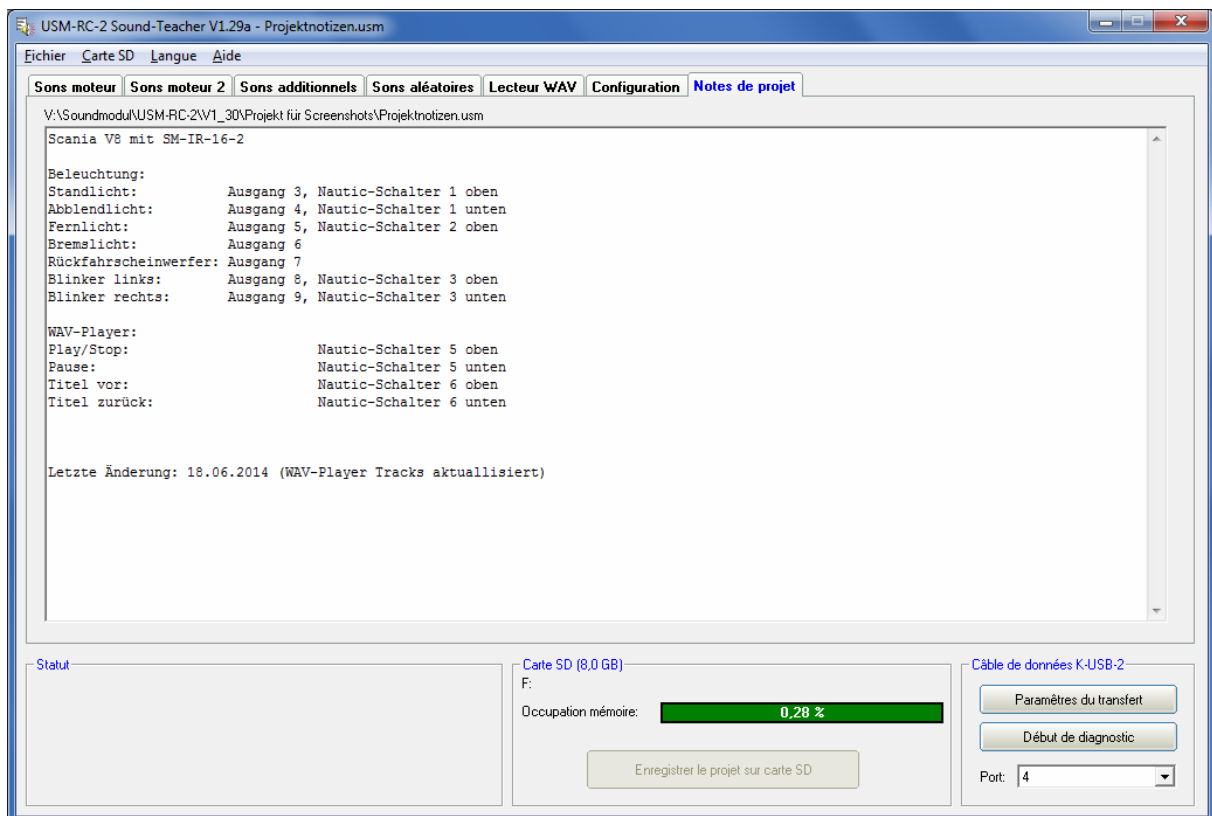 USM-RC-2 Sound-Teacher V1.29a - Projektnotizen.usm
Fichier Carte SD Langue Aide
Sons moteur Sons moteur 2 Sons additionnels Sons aléatoires Lecteur WAV Configuration Notes de projet
V:\Soundmodul\USM-RC-2\V1_30\Projekt für Screenshots\Projektnotizen.usm
Scania V8 mit SM-IR-16-2
Beleuchtung:
Standlicht: Ausgang 3, Nautic-Schalter 1 oben
Abblendlicht: Ausgang 4, Nautic-Schalter 1 unten
Fernlicht: Ausgang 5, Nautic-Schalter 2 oben
Bremslicht: Ausgang 6
Rückfahrscheinwerfer: Ausgang 7
Blinker links: Ausgang 8, Nautic-Schalter 3 oben
Blinker rechts: Ausgang 9, Nautic-Schalter 3 unten
WAV-Player:
Play/Stop: Nautic-Schalter 5 oben
Pause: Nautic-Schalter 5 unten
Titel vor: Nautic-Schalter 6 oben
Titel zurück: Nautic-Schalter 6 unten
Letzte Änderung: 18.06.2014 (WAV-Player Tracks aktuallisiert)
Statut
Carte SD (8,0 GB)
F:
Occupation mémoire: 0,28 %
Enregistrer le projet sur carte SD
Câble de données K-USB-2
Paramêtres du transfert
Début de diagnostic
Port: 4